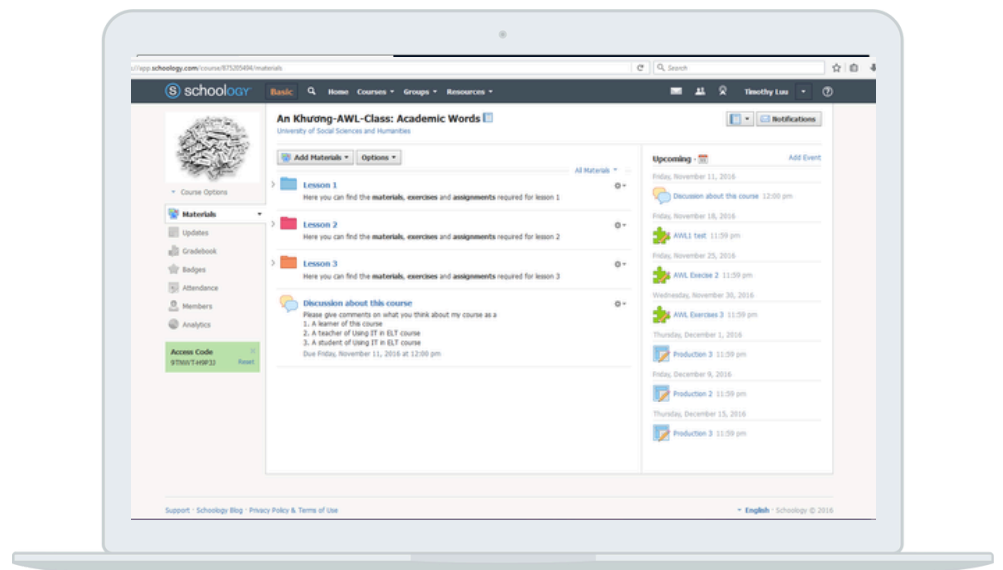 ://app.schoology.com/course/875205494/materials
Search
S schoology Basic Home Courses Groups Resources Timothy Luu
An Khương-AWL-Class: Academic Words
University of Social Sciences and Humanities
Notifications
Add Materials Options
All Materials
Course Options
Materials
Updates
Gradebook
Badges
Attendance
Members
Analytics
Access Code
Reset
Lesson 1
Here you can find the materials, exercises and assignments required for lesson 1
Lesson 2
Here you can find the materials, exercises and assignments required for lesson 2
Lesson 3
Here you can find the materials, exercises and assignments required for lesson 3
Discussion about this course
Please give comments on what you think about my course as a
1. A learner of this course
2. A teacher of Using IT in ELT course
3. A student of Using IT in ELT course
Due Friday, November 11, 2016 at 12:00 pm
Upcoming · Add Event
Friday, November 11, 2016
Discussion about this course 12:00 pm
Friday, November 18, 2016
AWL1 test 11:59 pm
Friday, November 25, 2016
AWL Execise 2 11:59 pm
Wednesday, November 30, 2016
AWL Exercises 3 11:59 pm
Thursday, December 1, 2016
Production 3 11:59 pm
Friday, December 9, 2016
Production 2 11:59 pm
Thursday, December 15, 2016
Production 3 11:59 pm
Support · Schoology Blog · Privacy Policy & Terms of Use
English · Schoology © 2016